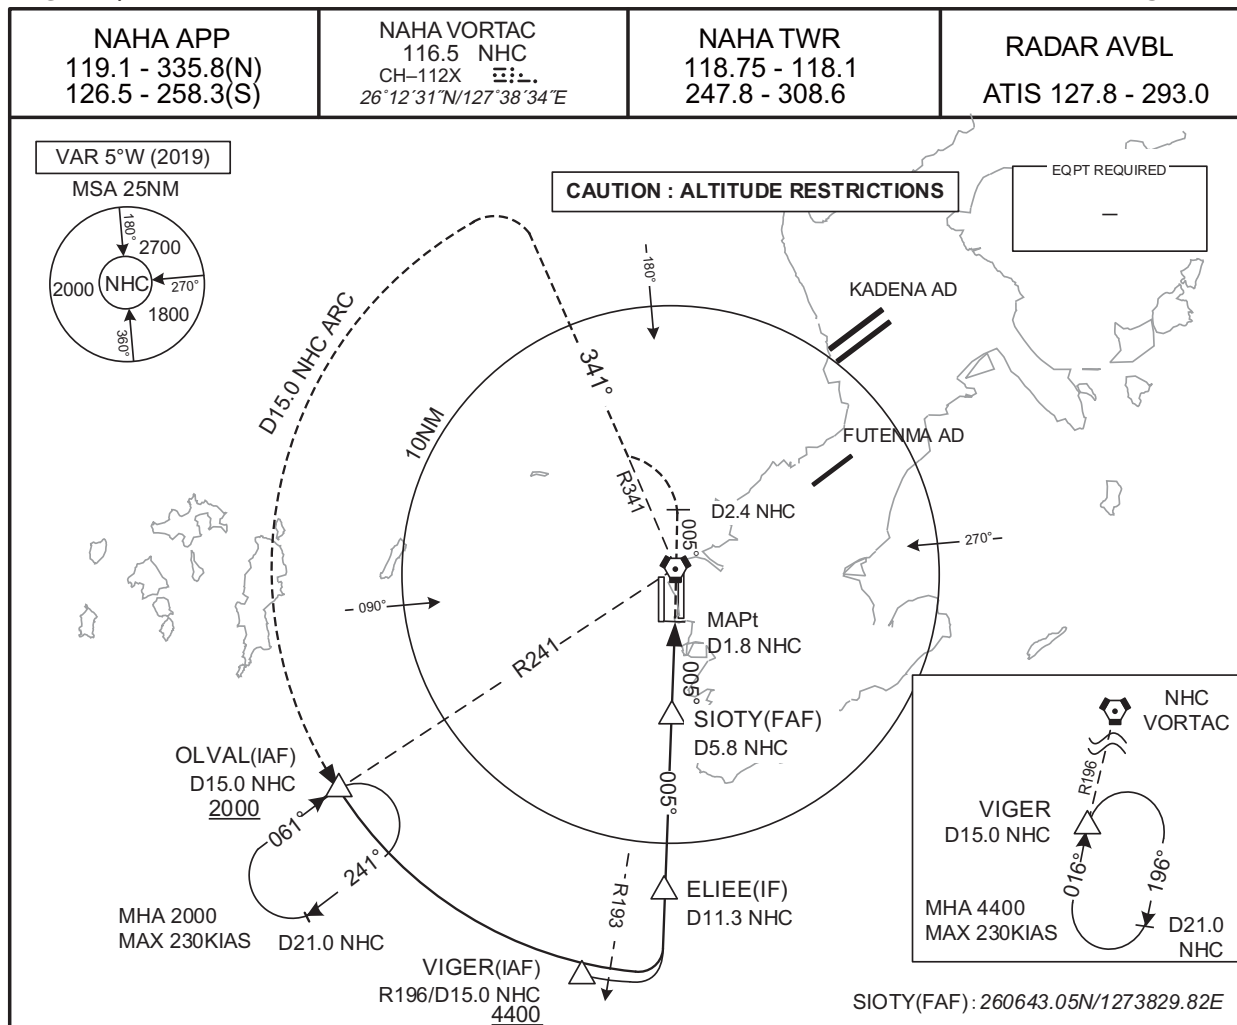 NAHA APP
119.1 - 335.8(N)
126.5 - 258.3(S)
NAHA VORTAC
116.5 NHC
CH–112X
26°12´31˝N/127°38´34˝E
NAHA TWR
118.75 - 118.1
247.8 - 308.6
RADAR AVBL
ATIS 127.8 - 293.0
VAR 5°W (2019)
MSA 25NM
180°
2700
NHC
2000
270°
1800
360°
CAUTION : ALTITUDE RESTRICTIONS
EQPT REQUIRED
–
180°
KADENA AD
D15.0 NHC ARC
341°
10NM
FUTENMA AD
R341
D2.4 NHC
005°
270°
090°
MAPt
D1.8 NHC
R241
005°
SIOTY(FAF)
D5.8 NHC
OLVAL(IAF)
D15.0 NHC
2000
005°
061°
241°
MHA 2000
MAX 230KIAS
D21.0 NHC
R193
ELIEE(IF)
D11.3 NHC
VIGER(IAF)
R196/D15.0 NHC
4400
NHC
VORTAC
R196
VIGER
D15.0 NHC
016°
196°
MHA 4400
MAX 230KIAS
D21.0
NHC
SIOTY(FAF) : 260643.05N/1273829.82E